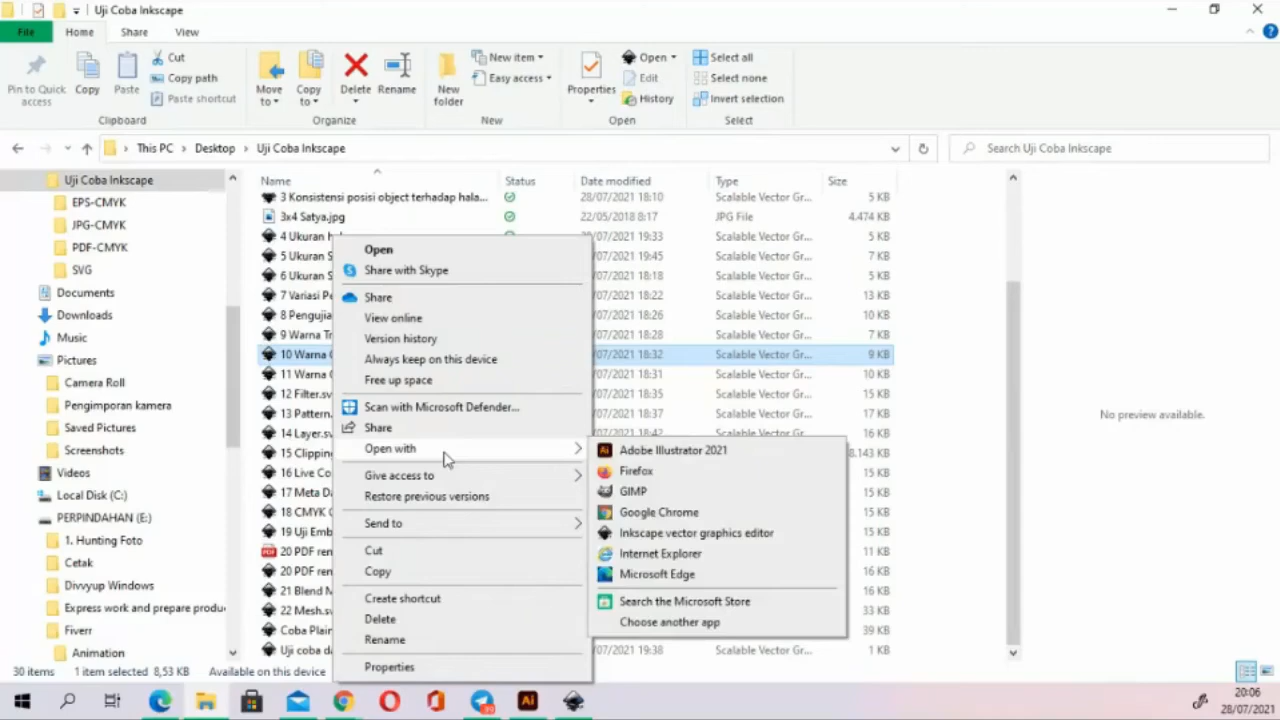 Uji Coba Inkscape
File Home Share View
Pin to Quick access
Copy
Paste
Cut
Copy path
Paste shortcut
Clipboard
Move to
Copy to
Delete
Rename
Organize
New folder
New item
Easy access
New
Properties
Open
Edit
History
Open
Select all
Select none
Invert selection
Select
This PC > Desktop > Uji Coba Inkscape
Search Uji Coba Inkscape
Uji Coba Inkscape
EPS-CMYK
JPG-CMYK
PDF-CMYK
SVG
Documents
Downloads
Music
Pictures
Camera Roll
Pengimporan kamera
Saved Pictures
Screenshots
Videos
Local Disk (C:)
PERPINDAHAN (E:)
1. Hunting Foto
Cetak
Divvyup Windows
Express work and prepare produ
Fiverr
Animation
Name Status Date modified Type Size
3 Konsistensi posisi object terhadap hala... 28/07/2021 18:10 Scalable Vector Gr... 5 KB
3x4 Satya.jpg 22/05/2018 8:17 JPG File 4.474 KB
4 Ukuran 19:33 Scalable Vector Gr... 5 KB
5 Ukuran S /07/2021 19:45 Scalable Vector Gr... 7 KB
6 Ukuran S /07/2021 18:18 Scalable Vector Gr... 5 KB
7 Variasi Pe /07/2021 18:22 Scalable Vector Gr... 13 KB
8 Pengujia /07/2021 18:26 Scalable Vector Gr... 10 KB
9 Warna Tr /07/2021 18:28 Scalable Vector Gr... 7 KB
10 Warna /07/2021 18:32 Scalable Vector Gr... 9 KB
11 Warna /07/2021 18:31 Scalable Vector Gr... 10 KB
12 Filter.sv /07/2021 18:35 Scalable Vector Gr... 15 KB
13 Pattern. /07/2021 18:37 Scalable Vector Gr... 17 KB
14 Layer.sv 15 KB
15 Clipping 8.143 KB
16 Live Co 15 KB
17 Meta Da 15 KB
18 CMYK 15 KB
19 Uji Emb 15 KB
20 PDF ren 11 KB
20 PDF ren 16 KB
21 Blend M 16 KB
22 Mesh.sv 33 KB
Coba Plain 39 KB
Uji coba da /07/2021 19:38 Scalable Vector Gr... 1 KB
Open
Share with Skype
Share
View online
Version history
Always keep on this device
Free up space
Scan with Microsoft Defender...
Share
Open with
Give access to
Restore previous versions
Send to
Cut
Copy
Create shortcut
Delete
Rename
Properties
Adobe Illustrator 2021
Firefox
GIMP
Google Chrome
Inkscape vector graphics editor
Internet Explorer
Microsoft Edge
Search the Microsoft Store
Choose another app
No preview available.
30 items 1 item selected 8,53 KB Available on this device
20:06
28/07/2021